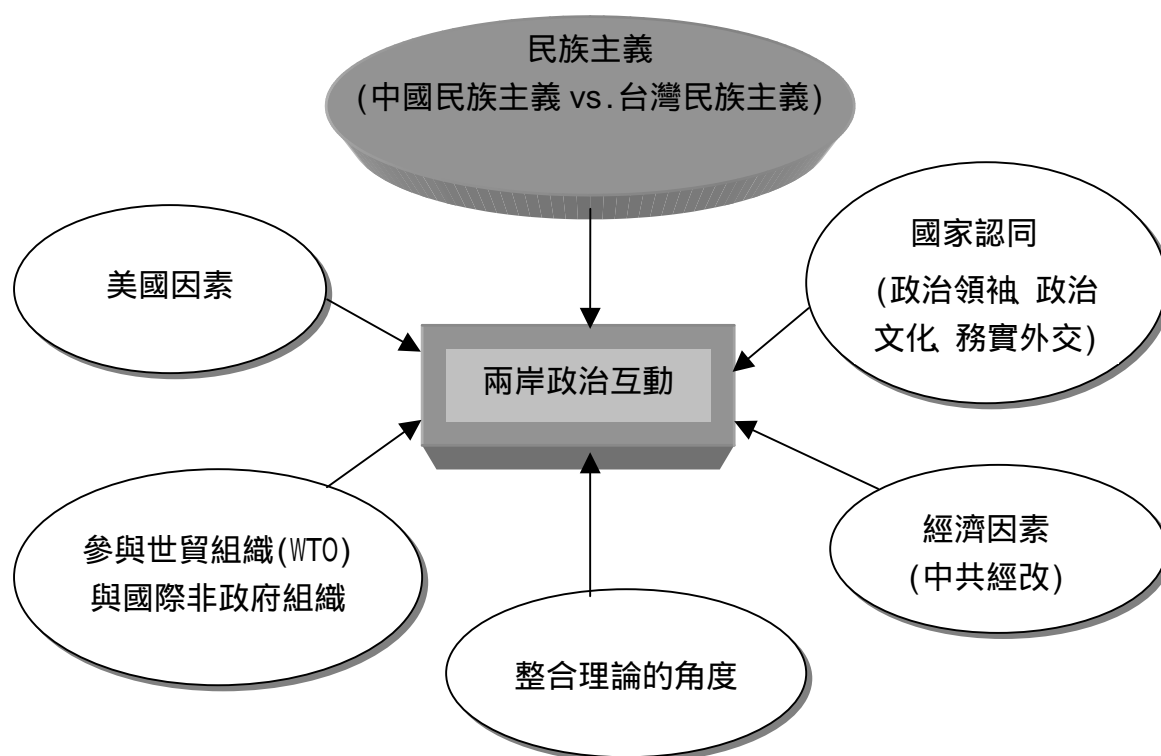 民族主義
(中國民族主義 vs.台灣民族主義)
美國因素
國家認同
(政治領袖、政治
文化、務實外交)
兩岸政治互動
參與世貿組織(WTO)
與國際非政府組織
經濟因素
(中共經改)
整合理論的角度